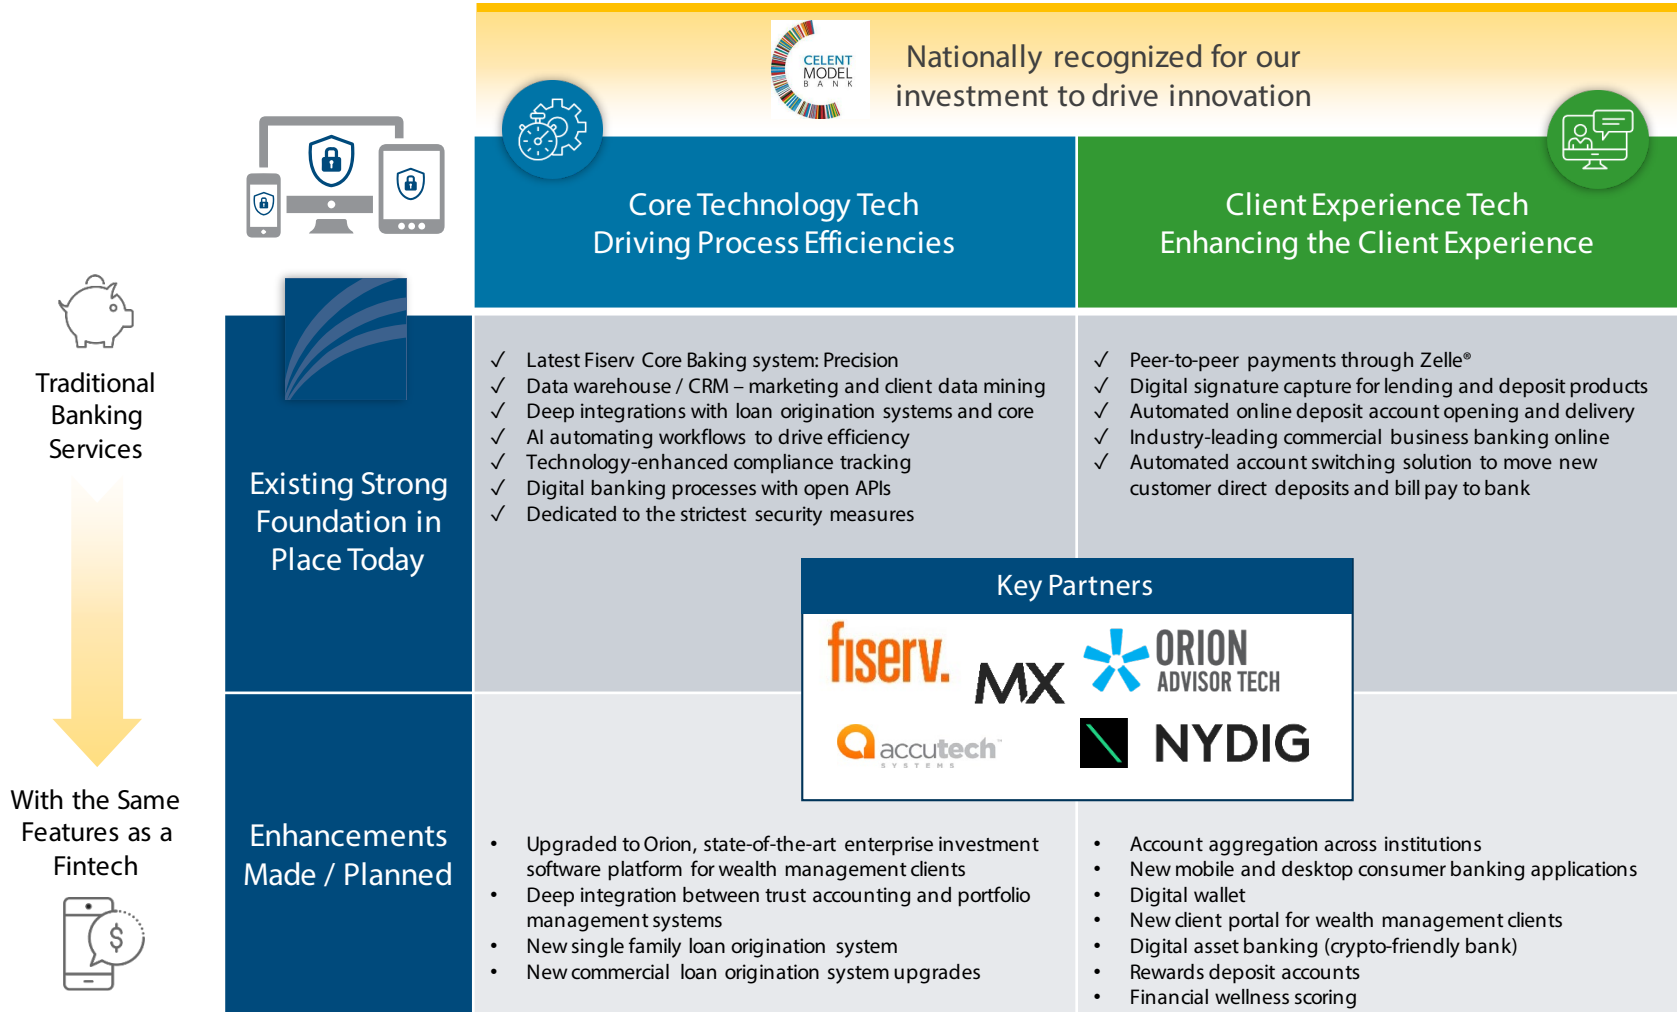 CELENT
MODEL
BANK
Nationally recognized for our
investment to drive innovation
Core Technology Tech
Driving Process Efficiencies
Client Experience Tech
Enhancing the Client Experience
Traditional
Banking
Services
With the Same
Features as a
Fintech
$
Existing Strong
Foundation in
Place Today
✓ Latest Fiserv Core Baking system: Precision
✓ Data warehouse / CRM – marketing and client data mining
✓ Deep integrations with loan origination systems and core
✓ AI automating workflows to drive efficiency
✓ Technology-enhanced compliance tracking
✓ Digital banking processes with open APIs
✓ Dedicated to the strictest security measures
✓ Peer-to-peer payments through Zelle®
✓ Digital signature capture for lending and deposit products
✓ Automated online deposit account opening and delivery
✓ Industry-leading commercial business banking online
✓ Automated account switching solution to move new
customer direct deposits and bill pay to bank
Key Partners
fiserv.
MX
ORION
ADVISOR TECH
accutech™
SYSTEMS
NYDIG
Enhancements
Made / Planned
• Upgraded to Orion, state-of-the-art enterprise investment
software platform for wealth management clients
• Deep integration between trust accounting and portfolio
management systems
• New single family loan origination system
• New commercial loan origination system upgrades
• Account aggregation across institutions
• New mobile and desktop consumer banking applications
• Digital wallet
• New client portal for wealth management clients
• Digital asset banking (crypto-friendly bank)
• Rewards deposit accounts
• Financial wellness scoring